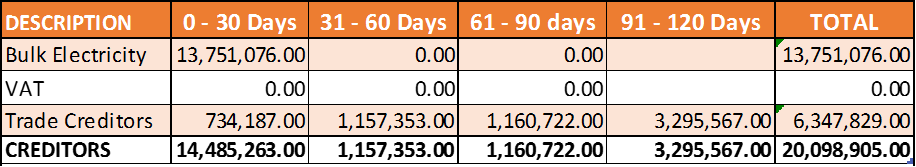 DESCRIPTION 0 - 30 Days 31 - 60 Days 61 - 90 days 91 - 120 Days TOTAL
Bulk Electricity 13,751,076.00 0.00 0.00 13,751,076.00
VAT 0.00 0.00 0.00 0.00
Trade Creditors 734,187.00 1,157,353.00 1,160,722.00 3,295,567.00 6,347,829.00
CREDITORS 14,485,263.00 1,157,353.00 1,160,722.00 3,295,567.00 20,098,905.00